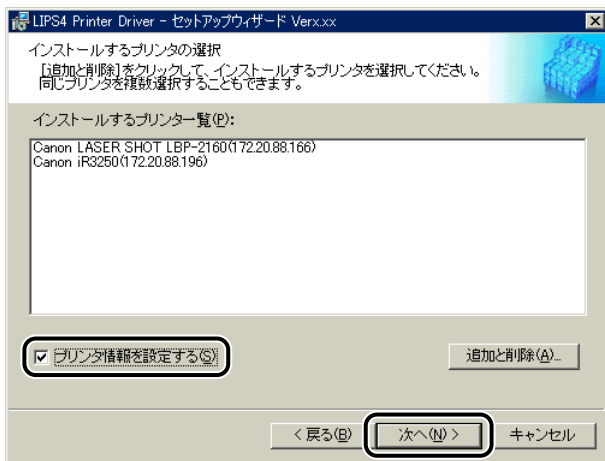 LIPS4 Printer Driver - セットアップウィザード Verx.xx
インストールするプリンタの選択
[追加と削除]をクリックして、インストールするプリンタを選択してください。
同じプリンタを複数選択することもできます。
インストールするプリンター覧(P):
Canon LASER SHOT LBP-2160(172.20.88.166)
Canon iR3250(172.20.88.196)
プリンタ情報を設定する(S)
追加と削除(A)...
< 戻る(B)
次へ(N) >
キャンセル